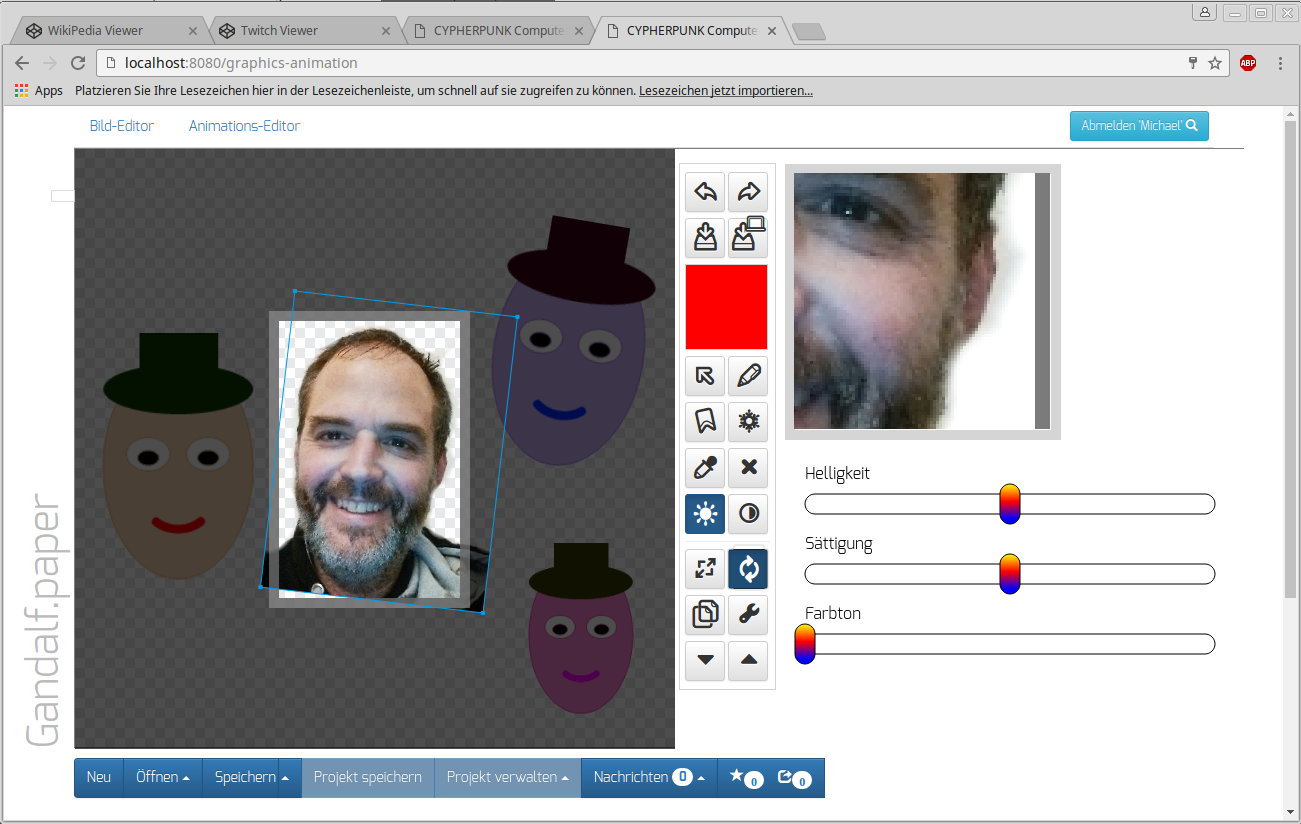 WikiPedia Viewer
Twitch Viewer
CYPHERPUNK Compute
CYPHERPUNK Compute
localhost:8080/graphics-animation
ABP
Apps
Platzieren Sie Ihre Lesezeichen hier in der Lesezeichenleiste, um schnell auf sie zugreifen zu können. Lesezeichen jetzt importieren...
Bild-Editor
Animations-Editor
Abmelden 'Michael'
Gandalf.paper
Helligkeit
Sättigung
Farbton
Neu
Öffnen
Speichern
Projekt speichern
Projekt verwalten
Nachrichten 0
0
0